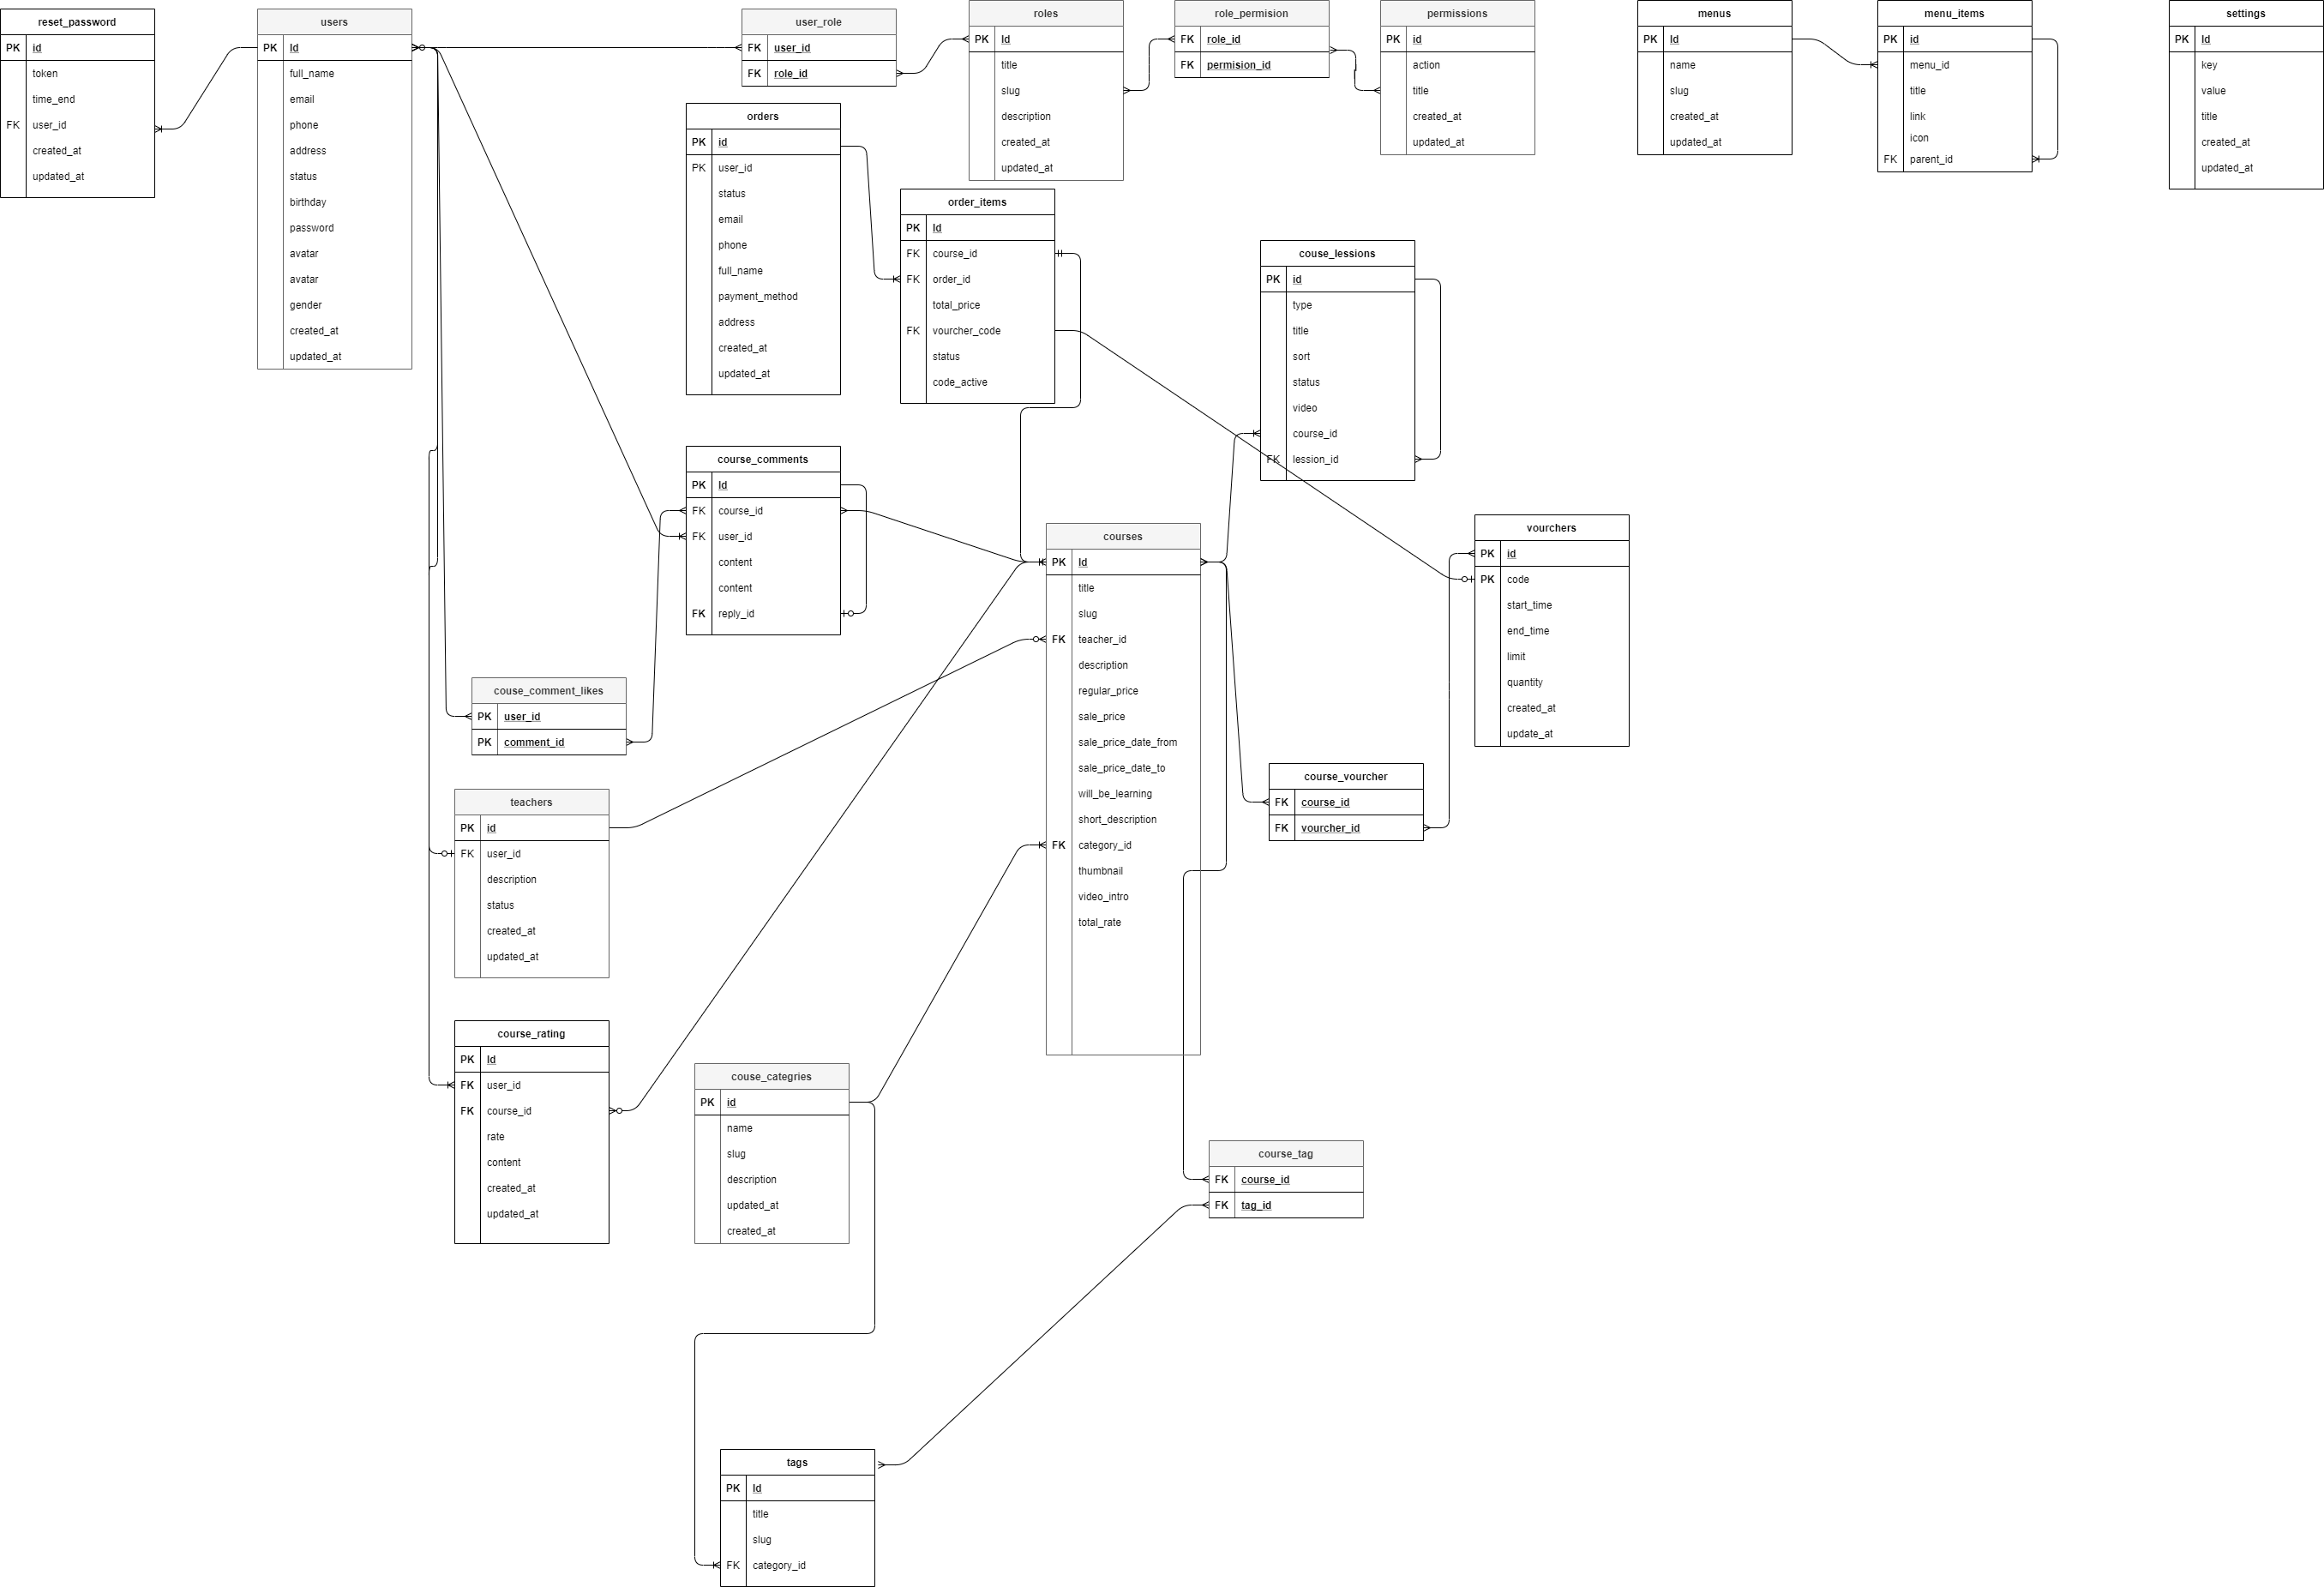 reset_password
PK id
token
time_end
FK user_id
created_at
updated_at
users
PK Id
full_name
email
phone
address
status
birthday
password
avatar
avatar
gender
created_at
updated_at
user_role
FK user_id
FK role_id
roles
PK Id
title
slug
description
created_at
updated_at
role_permision
FK role_id
FK permision_id
permissions
PK id
action
title
created_at
updated_at
menus
PK Id
name
slug
created_at
updated_at
menu_items
PK id
menu_id
title
link
icon
FK parent_id
settings
PK Id
key
value
title
created_at
updated_at
orders
PK id
PK user_id
status
email
phone
full_name
payment_method
address
created_at
updated_at
order_items
PK Id
FK course_id
FK order_id
total_price
FK vourcher_code
status
code_active
couse_lessions
PK id
type
title
sort
status
video
course_id
FK lession_id
course_comments
PK Id
FK course_id
FK user_id
content
content
FK reply_id
courses
PK Id
title
slug
FK teacher_id
description
regular_price
sale_price
sale_price_date_from
sale_price_date_to
will_be_learning
short_description
FK category_id
thumbnail
video_intro
total_rate
vourchers
PK id
PK code
start_time
end_time
limit
quantity
created_at
update_at
couse_comment_likes
PK user_id
PK comment_id
course_vourcher
FK course_id
FK vourcher_id
teachers
PK id
FK user_id
description
status
created_at
updated_at
course_rating
PK Id
FK user_id
FK course_id
rate
content
created_at
updated_at
couse_categries
PK id
name
slug
description
updated_at
created_at
course_tag
FK course_id
FK tag_id
tags
PK Id
title
slug
FK category_id